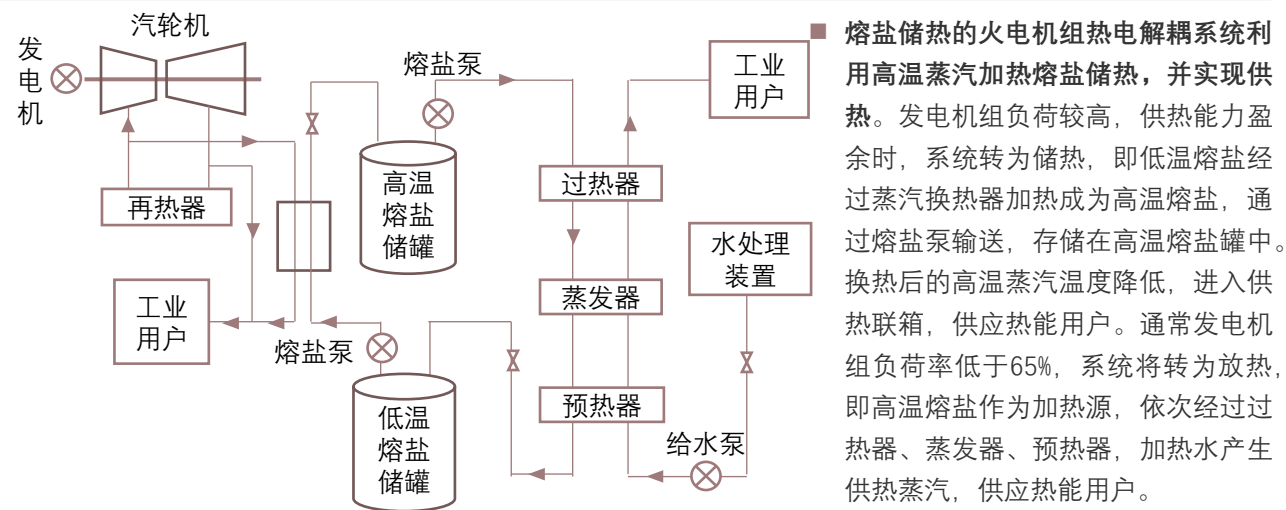 汽轮机
发
电
机
再热器
工业
用户
熔盐泵
高温
熔盐
储罐
熔盐泵
低温
熔盐
储罐
过热器
蒸发器
预热器
工业
用户
水处理
装置
给水泵
熔盐储热的火电机组热电解耦系统利
用高温蒸汽加热熔盐储热，并实现供
热。发电机组负荷较高，供热能力盈
余时，系统转为储热，即低温熔盐经
过蒸汽换热器加热成为高温熔盐，通
过熔盐泵输送，存储在高温熔盐罐中。
换热后的高温蒸汽温度降低，进入供
热联箱，供应热能用户。通常发电机
组负荷率低于65%，系统将转为放热，
即高温熔盐作为加热源，依次经过过
热器、蒸发器、预热器，加热水产生
供热蒸汽，供应热能用户。